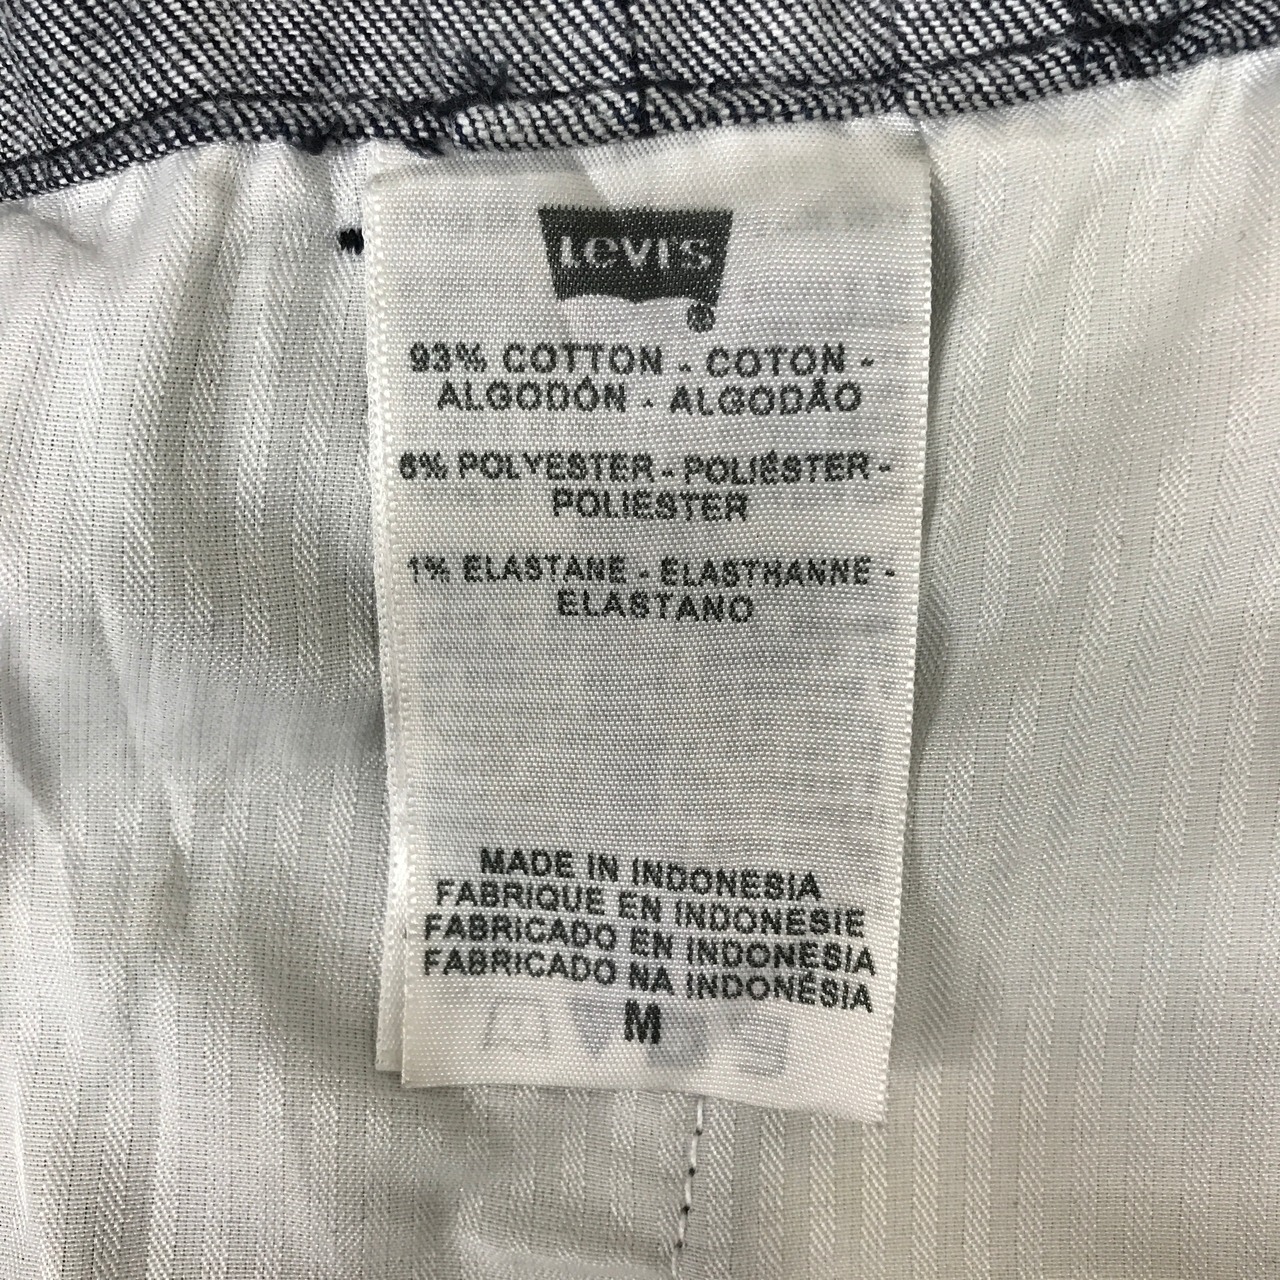 Levi's
®
93% COTTON - COTON -
ALGODÓN - ALGODÃO
6% POLYESTER - POLIÉSTER -
POLIESTER
1% ELASTANE - ÉLASTHANNE -
ELASTANO
MADE IN INDONESIA
FABRIQUE EN INDONESIE
FABRICADO EN INDONESIA
FABRICADO NA INDONÉSIA
M